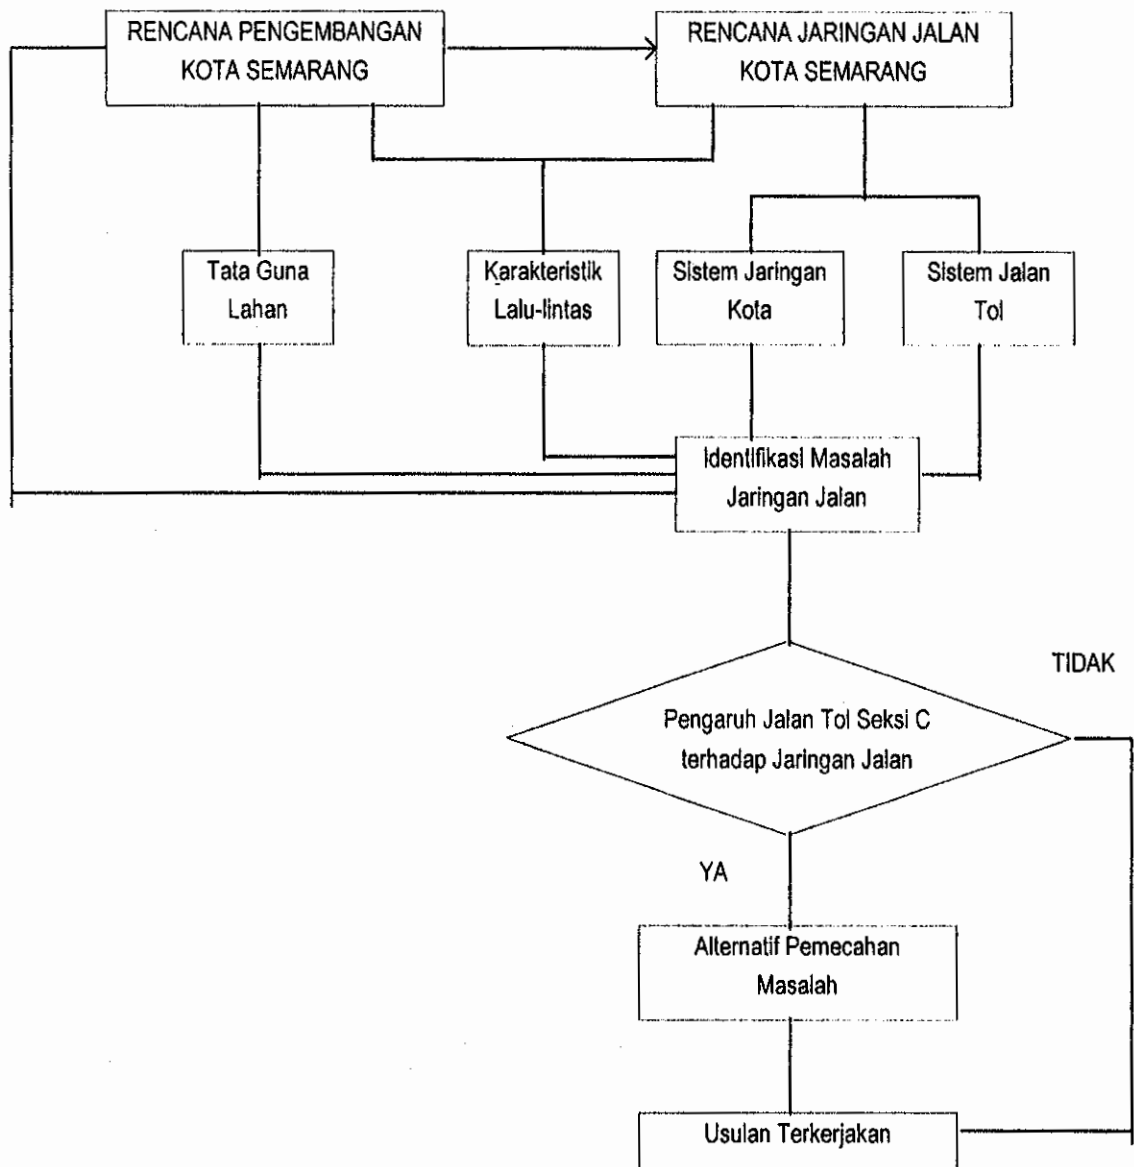 RENCANA PENGEMBANGAN
KOTA SEMARANG
RENCANA JARINGAN JALAN
KOTA SEMARANG
Tata Guna
Lahan
Karakteristik
Lalu-lintas
Sistem Jaringan
Kota
Sistem Jalan
Tol
Identifikasi Masalah
Jaringan Jalan
TIDAK
Pengaruh Jalan Tol Seksi C
terhadap Jaringan Jalan
YA
Alternatif Pemecahan
Masalah
Usulan Terkerjakan